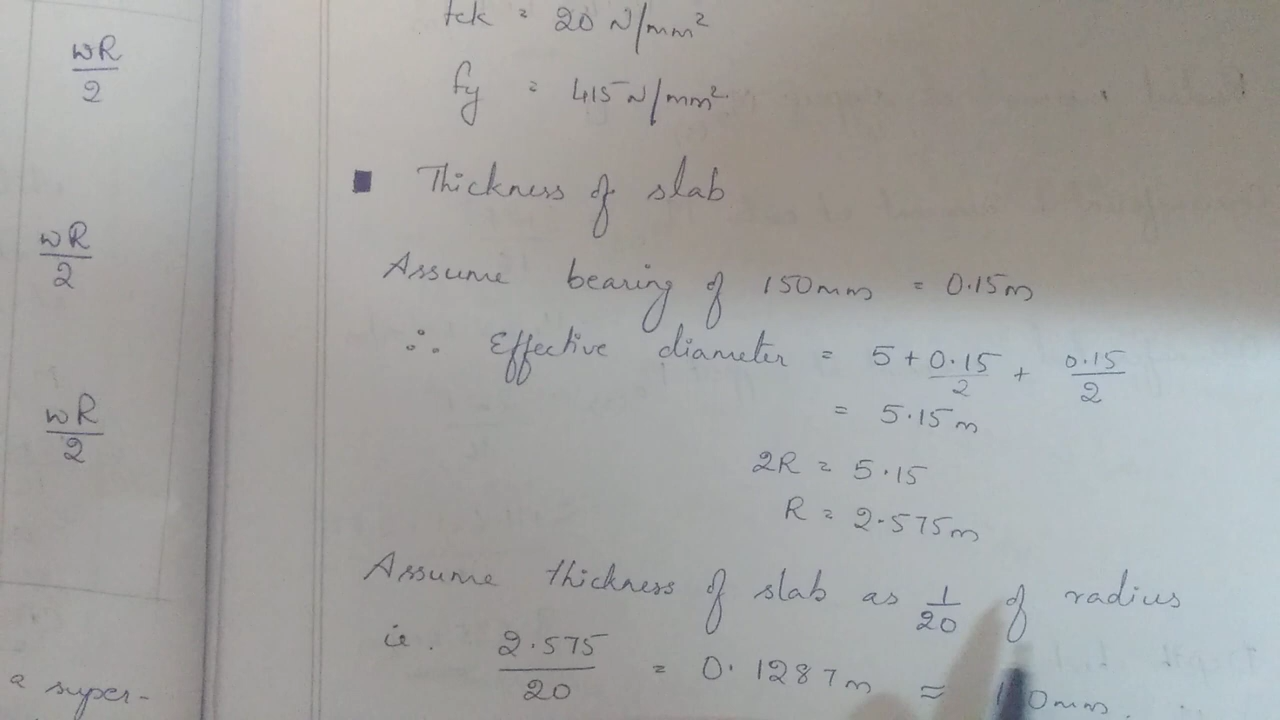 wR/2
wR/2
wR/2
a super-
fck = 20 N/mm²
fy = 415 N/mm²
Thickness of slab
Assume bearing of 150mm = 0.15m
∴ Effective diameter = 5 + 0.15/2 + 0.15/2
= 5.15m
2R = 5.15
R = 2.575m
Assume thickness of slab as 1/20 of radius
ie. 2.575/20 = 0.1287m ≈